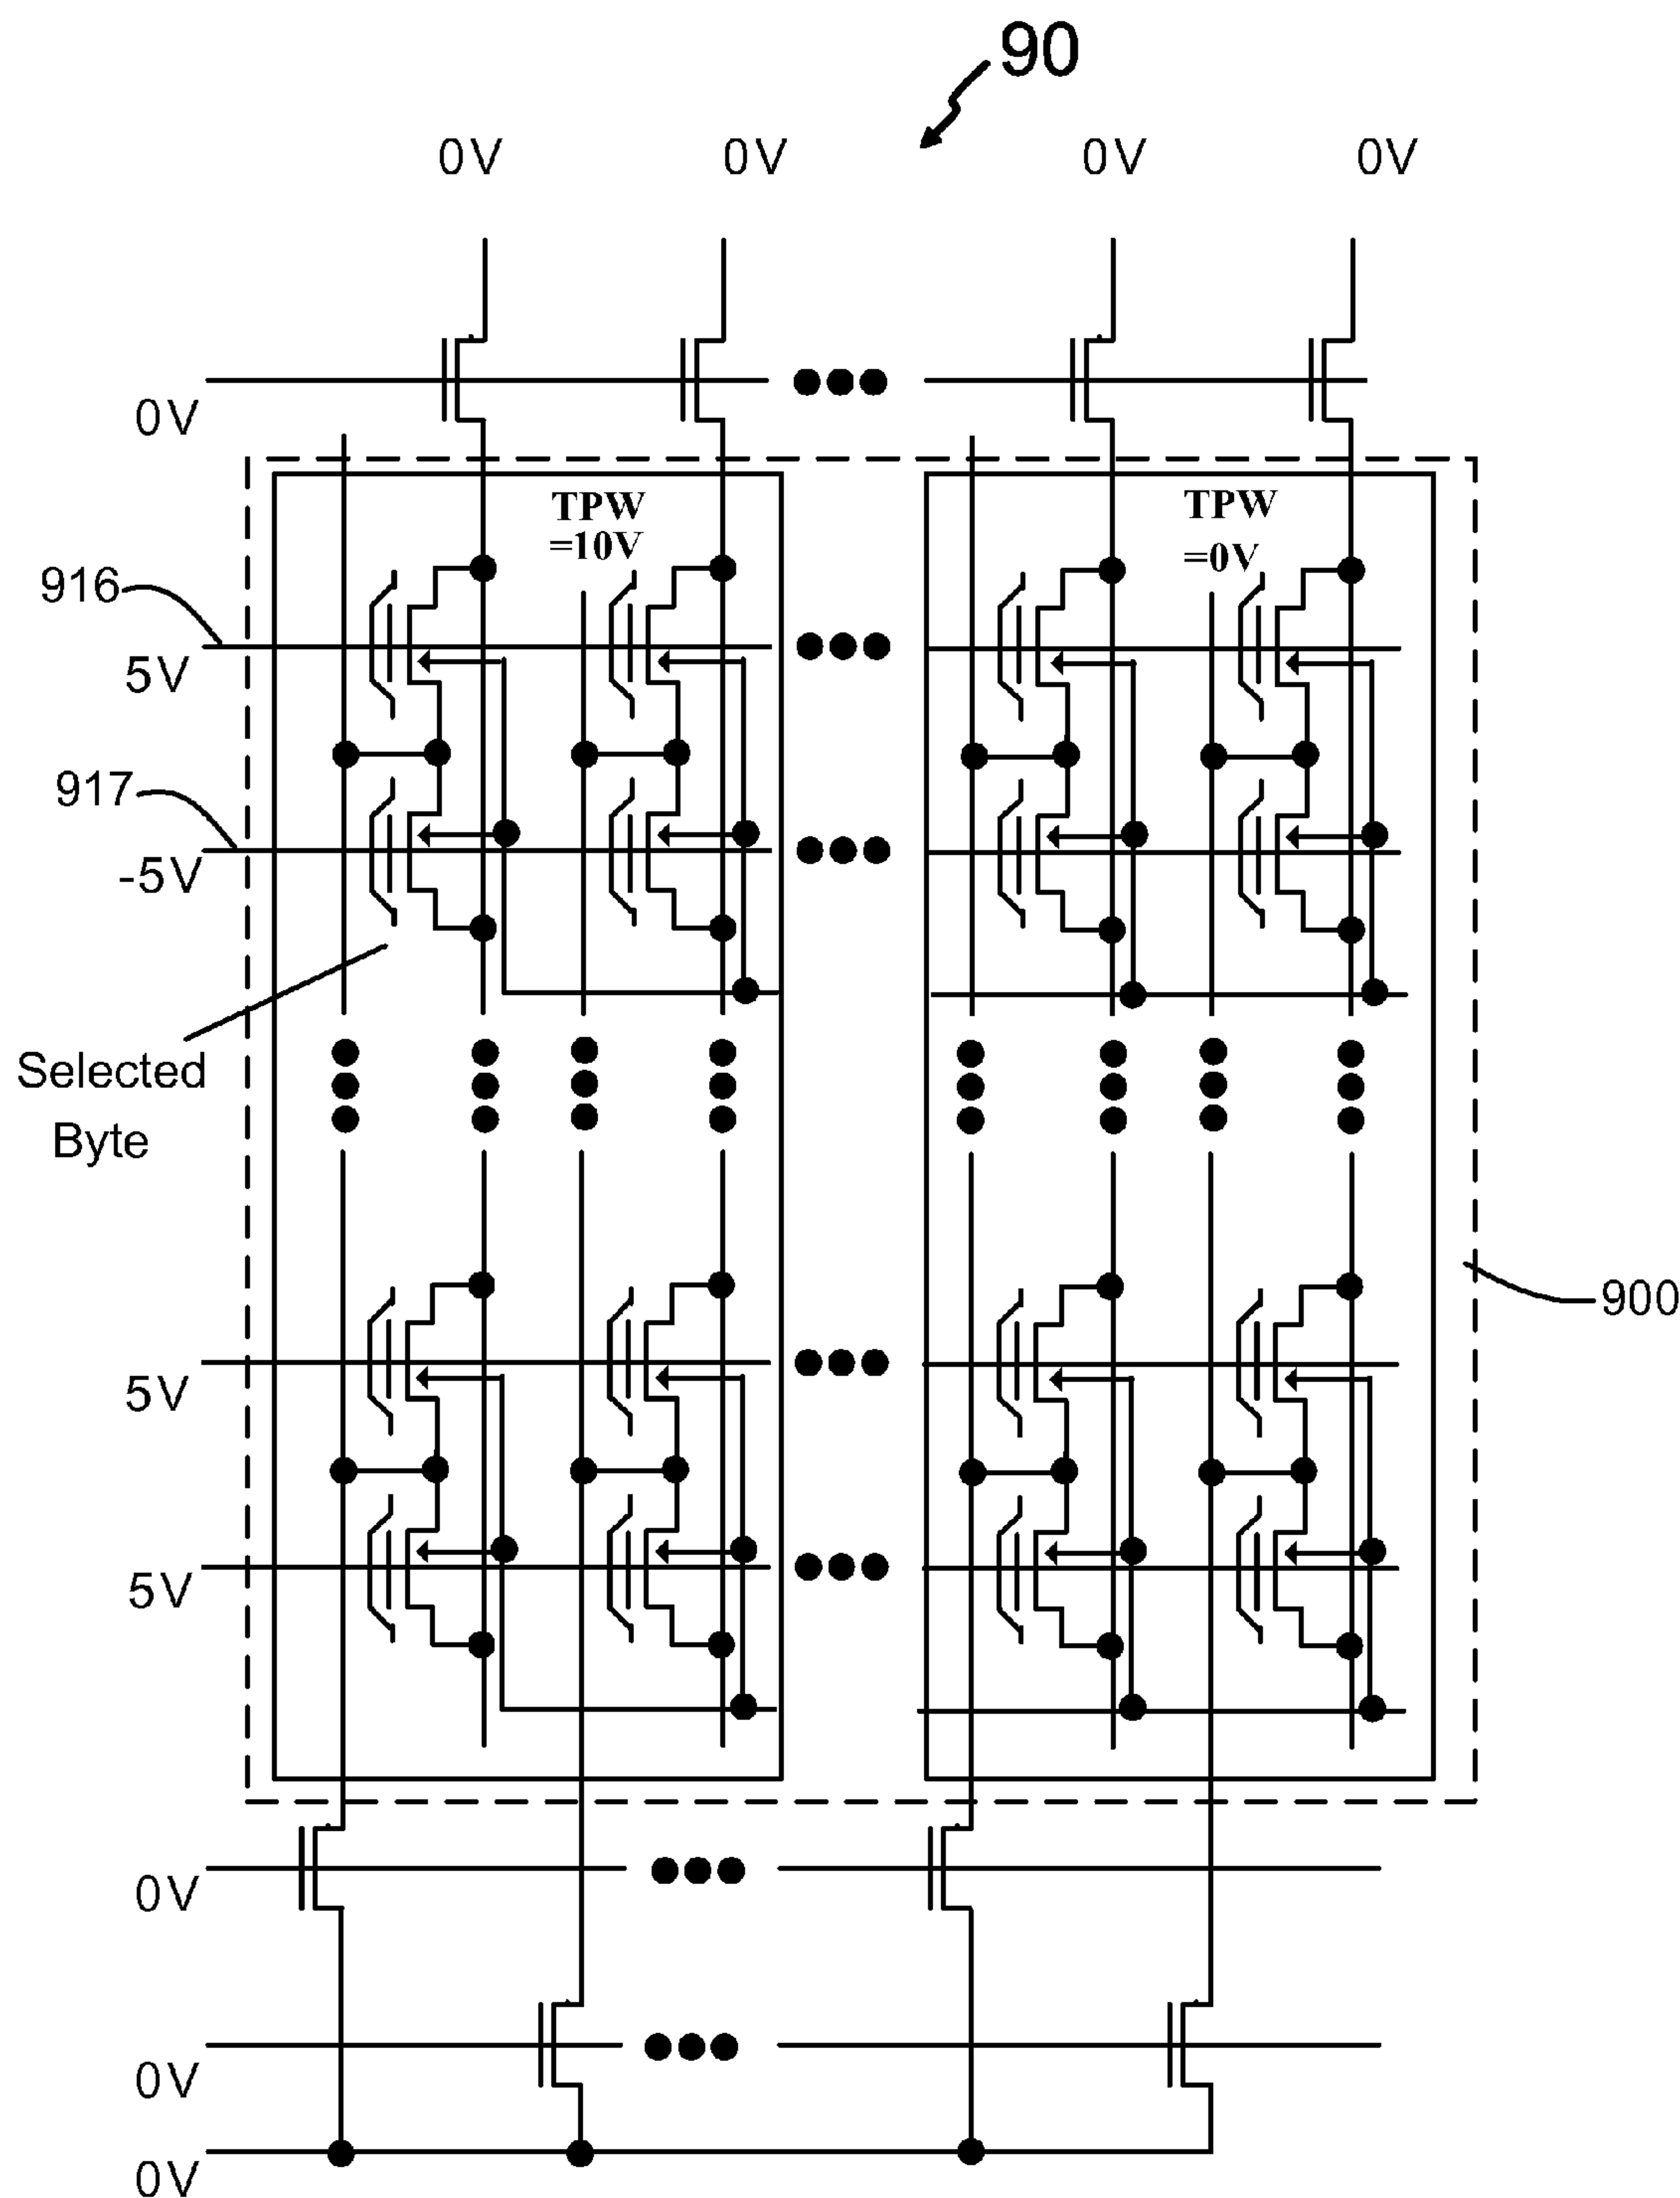 90
0V 0V 0V 0V
0V
TPW
=10V
TPW
=0V
916
5V
917
-5V
Selected
Byte
900
5V
5V
0V
0V
0V